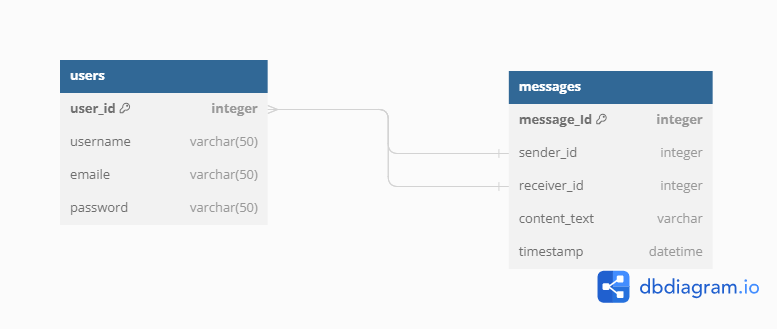 users
user_id integer
username varchar(50)
emaile varchar(50)
password varchar(50)
messages
message_Id integer
sender_id integer
receiver_id integer
content_text varchar
timestamp datetime
dbdiagram.io